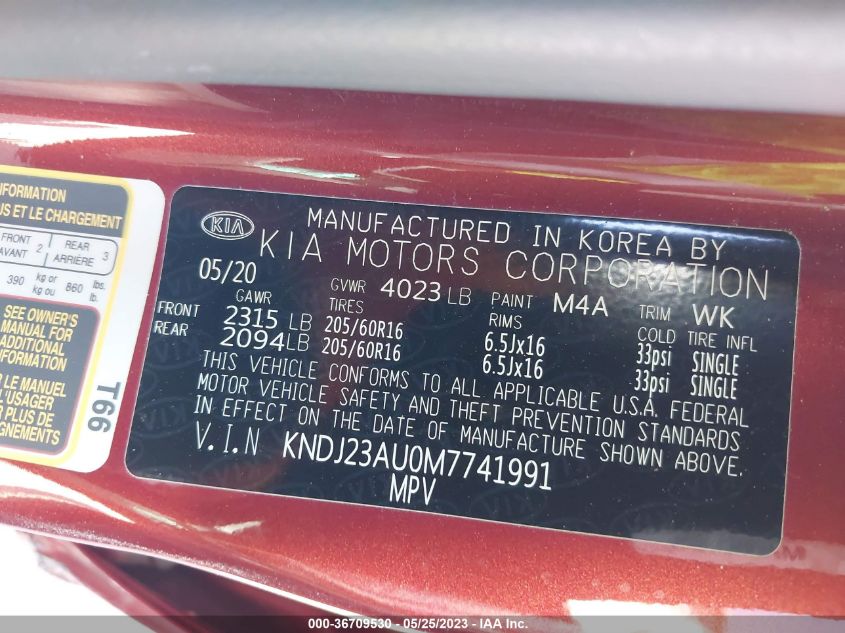 INFORMATION
US ET LE CHARGEMENT
FRONT 2 REAR 3
AVANT ARRIÈRE
390 kg or 860 lbs.
kg ou lb.
SEE OWNER'S
MANUAL FOR
ADDITIONAL
INFORMATION
LE MANUEL
L'USAGER
R PLUS DE
GNEMENTS
T66
KIA MANUFACTURED IN KOREA BY
KIA MOTORS CORPORATION
05/20 GVWR 4023 LB PAINT M4A TRIM WK
GAWR TIRES RIMS COLD TIRE INFL
FRONT 2315 LB 205/60R16 6.5Jx16 33psi SINGLE
REAR 2094 LB 205/60R16 6.5Jx16 33psi SINGLE
THIS VEHICLE CONFORMS TO ALL APPLICABLE U.S.A. FEDERAL
MOTOR VEHICLE SAFETY AND THEFT PREVENTION STANDARDS
IN EFFECT ON THE DATE OF MANUFACTURE SHOWN ABOVE.
V.I.N KNDJ23AU0M7741991
MPV
000-36709530 - 05/25/2023 - IAA Inc.